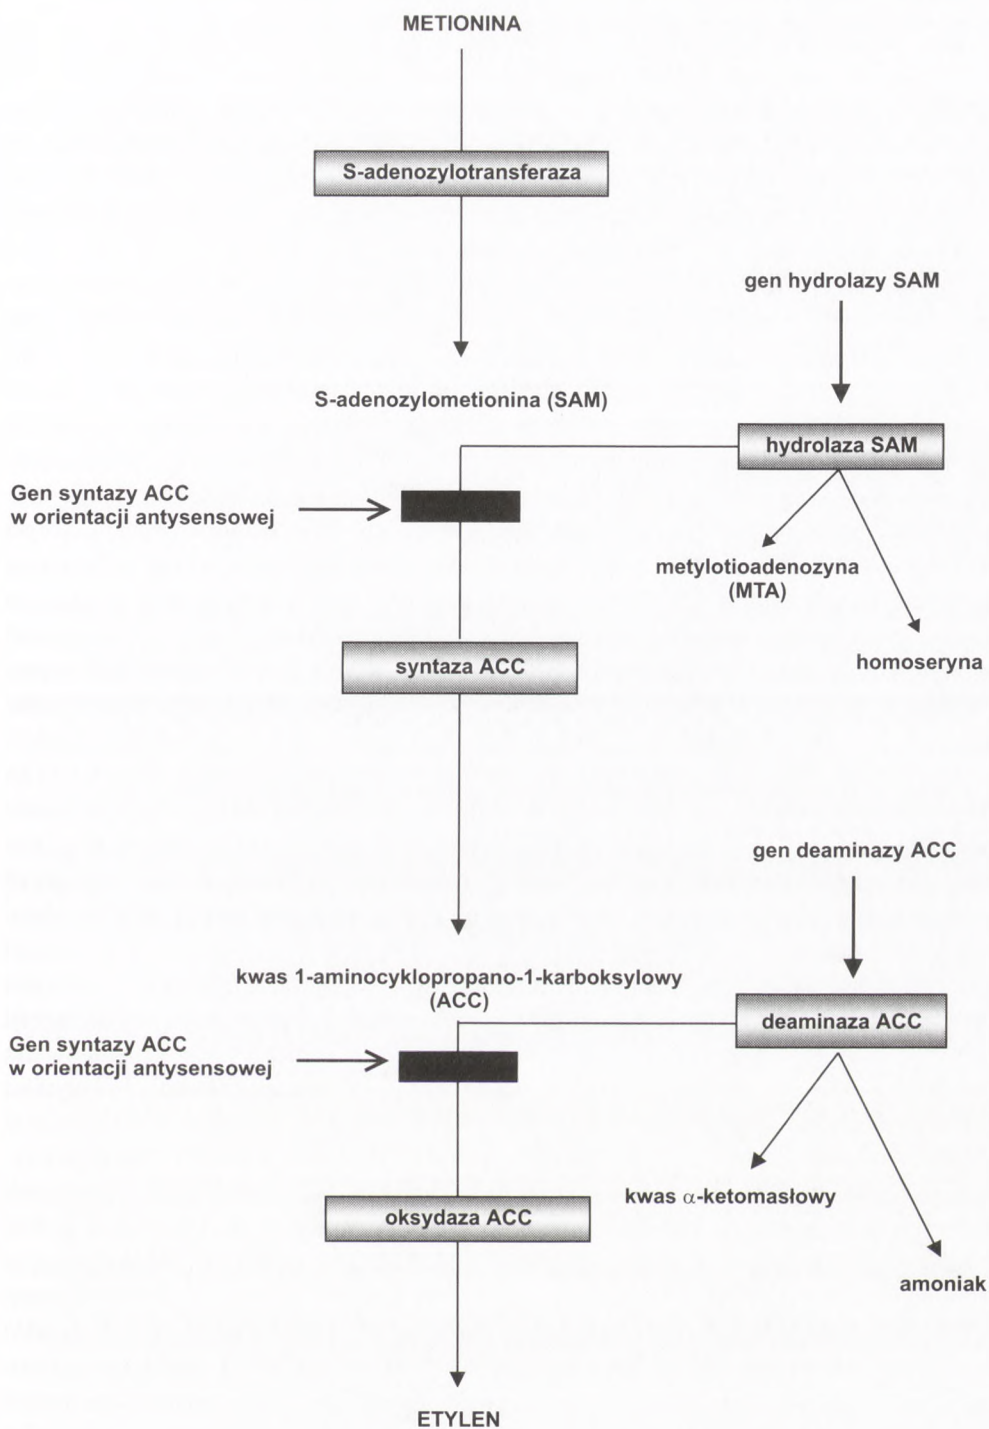 METIONINA
S-adenozylotransferaza
gen hydrolazy SAM
S-adenozylometionina (SAM)
hydrolaza SAM
Gen syntazy ACC
w orientacji antysensowej
metylotioadenozyna
(MTA)
homoseryna
syntaza ACC
gen deaminazy ACC
kwas 1-aminocyklopropano-1-karboksylowy
(ACC)
deaminaza ACC
Gen syntazy ACC
w orientacji antysensowej
kwas α-ketomasłowy
oksydaza ACC
amoniak
ETYLEN